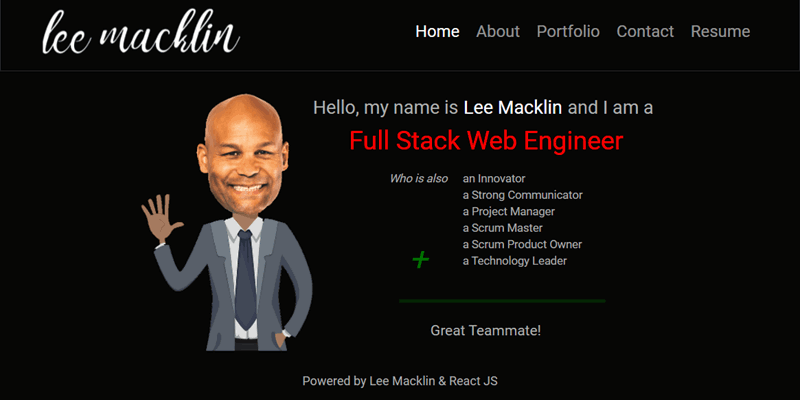 lee macklin
Home About Portfolio Contact Resume
Hello, my name is Lee Macklin and I am a
Full Stack Web Engineer
Who is also an Innovator
a Strong Communicator
a Project Manager
a Scrum Master
a Scrum Product Owner
+ a Technology Leader
Great Teammate!
Powered by Lee Macklin & React JS